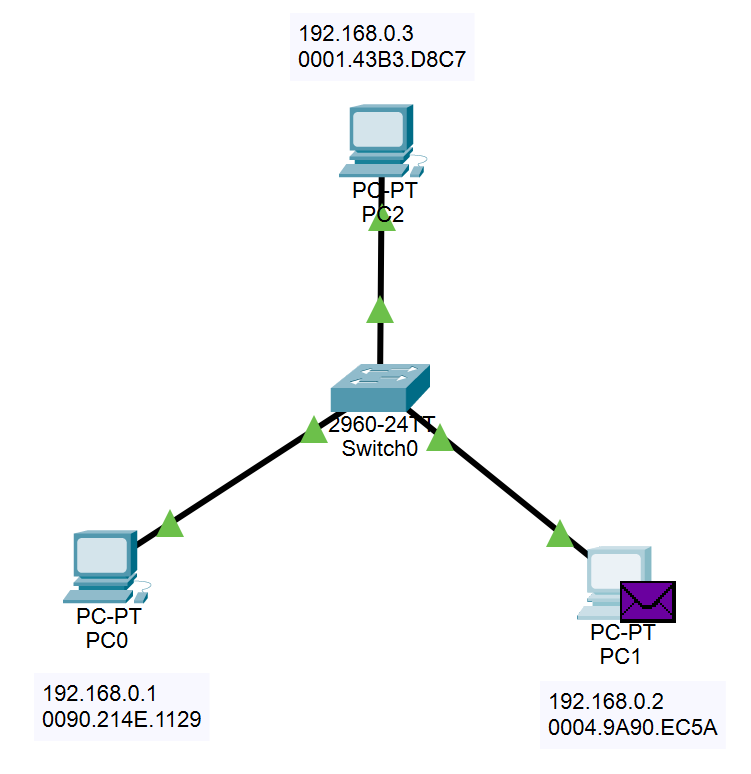 192.168.0.3
0001.43B3.D8C7
PC-PT
PC2
2960-24TT
Switch0
PC-PT
PC0
PC-PT
PC1
192.168.0.1
0090.214E.1129
192.168.0.2
0004.9A90.EC5A